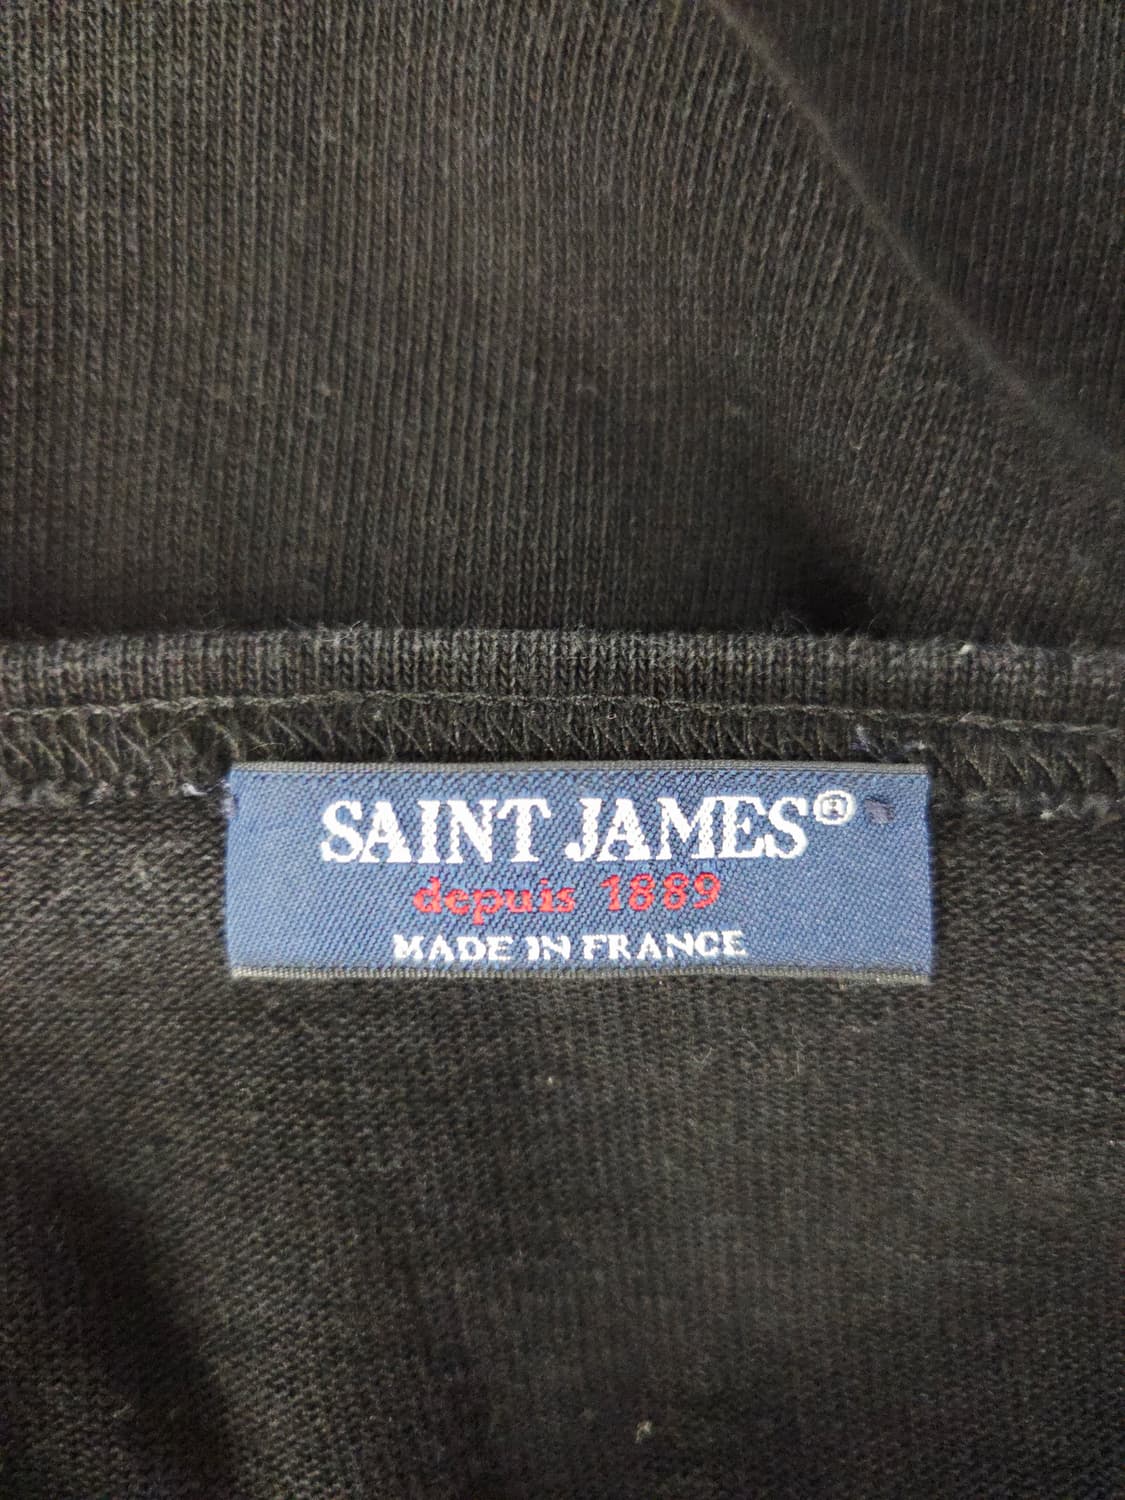 SAINT JAMES®
depuis 1889
MADE IN FRANCE